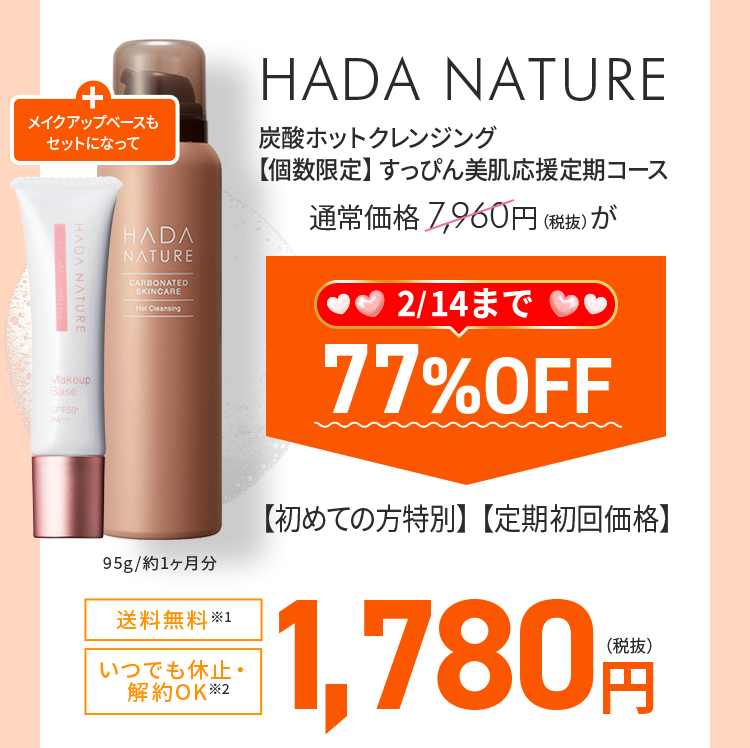 HADA NATURE
+
メイクアップベースも
セットになって
炭酸ホットクレンジング
【個数限定】すっぴん美肌応援定期コース
通常価格7,960円(税抜)が
2/14まで
77%OFF
HADA
NATURE
CARBONATED
SKINCARE
Hot Cleansing
HADA NATURE
Makeup
Base
SPF50+
【初めての方特別】【定期初回価格】
95g/約1ヶ月分
送料無料※1
いつでも休止・
解約OK※2
1,780円(税抜)